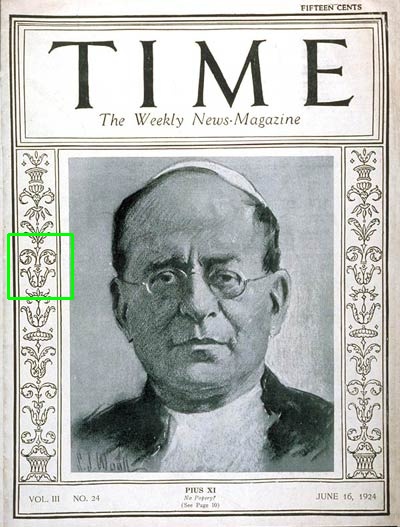 FIFTEEN CENTS
TIME
The Weekly News-Magazine
VOL. III NO. 24
PIUS XI
No Popery?
(See Page 19)
JUNE 16, 1924